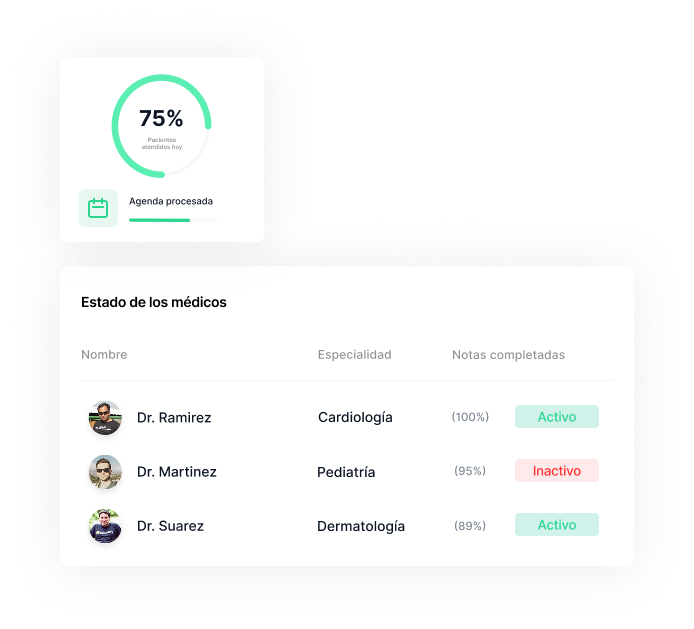 75%
Pacientes
atendidos hoy
Agenda procesada
Estado de los médicos
Nombre Especialidad Notas completadas
Dr. Ramirez Cardiología (100%) Activo
Dr. Martinez Pediatría (95%) Inactivo
Dr. Suarez Dermatología (89%) Activo